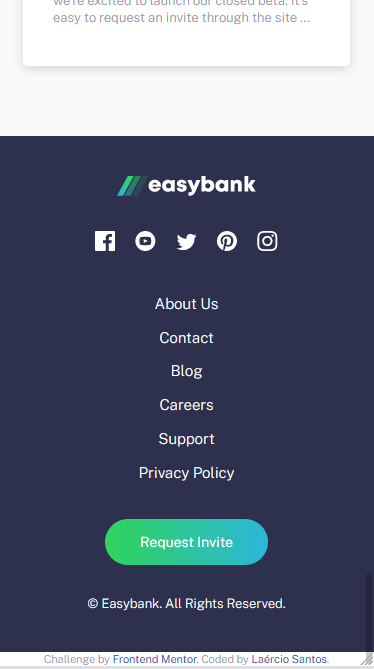 we're excited to launch our closed beta. It's
easy to request an invite through the site ...
easybank
About Us
Contact
Blog
Careers
Support
Privacy Policy
Request Invite
© Easybank. All Rights Reserved.
Challenge by Frontend Mentor. Coded by Laércio Santos.